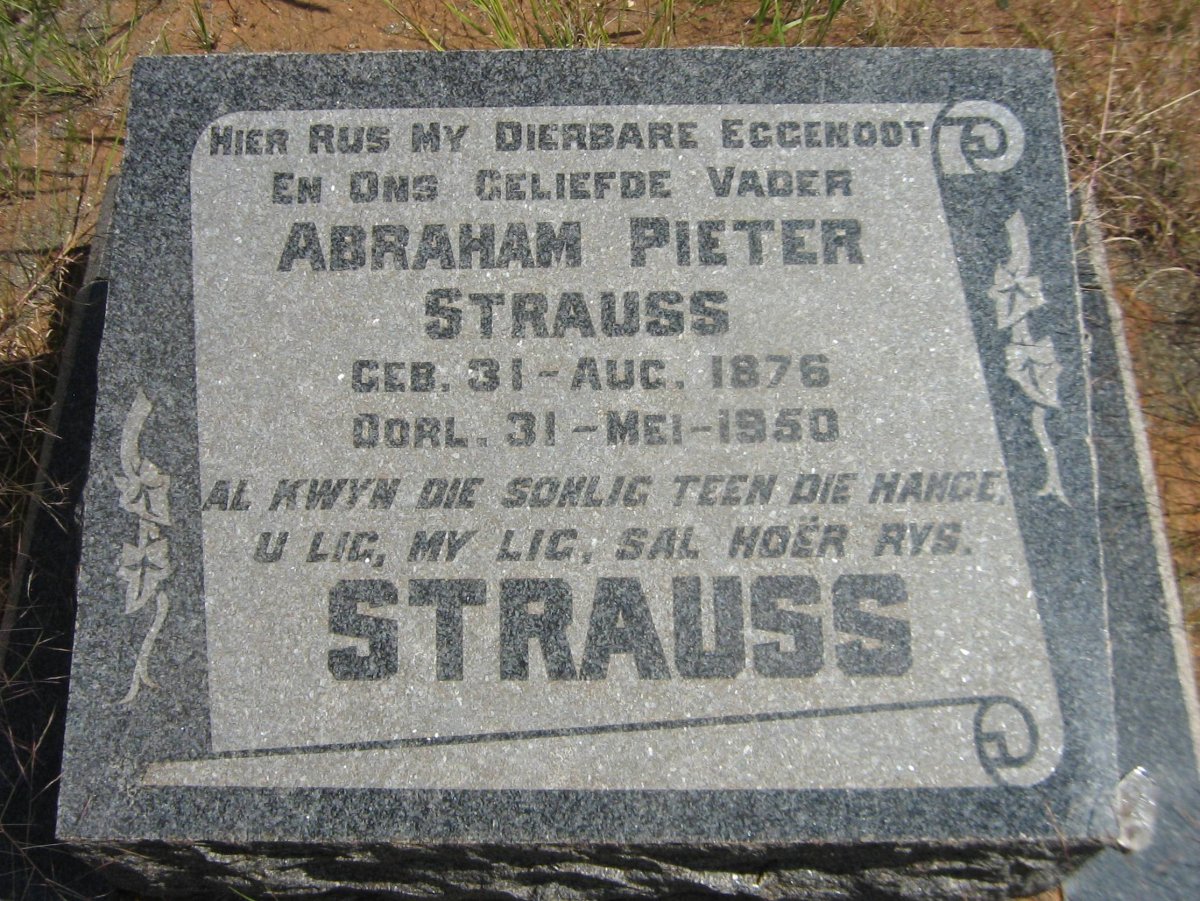 Hier Rus My Dierbare Eggenoot
En Ons Geliefde Vader
Abraham Pieter
Strauss
Geb. 31-Aug. 1876
Oorl. 31-Mei-1950
Al kwyn die sonlig teen die hange,
U lig, my lig, sal hoër rys.
STRAUSS